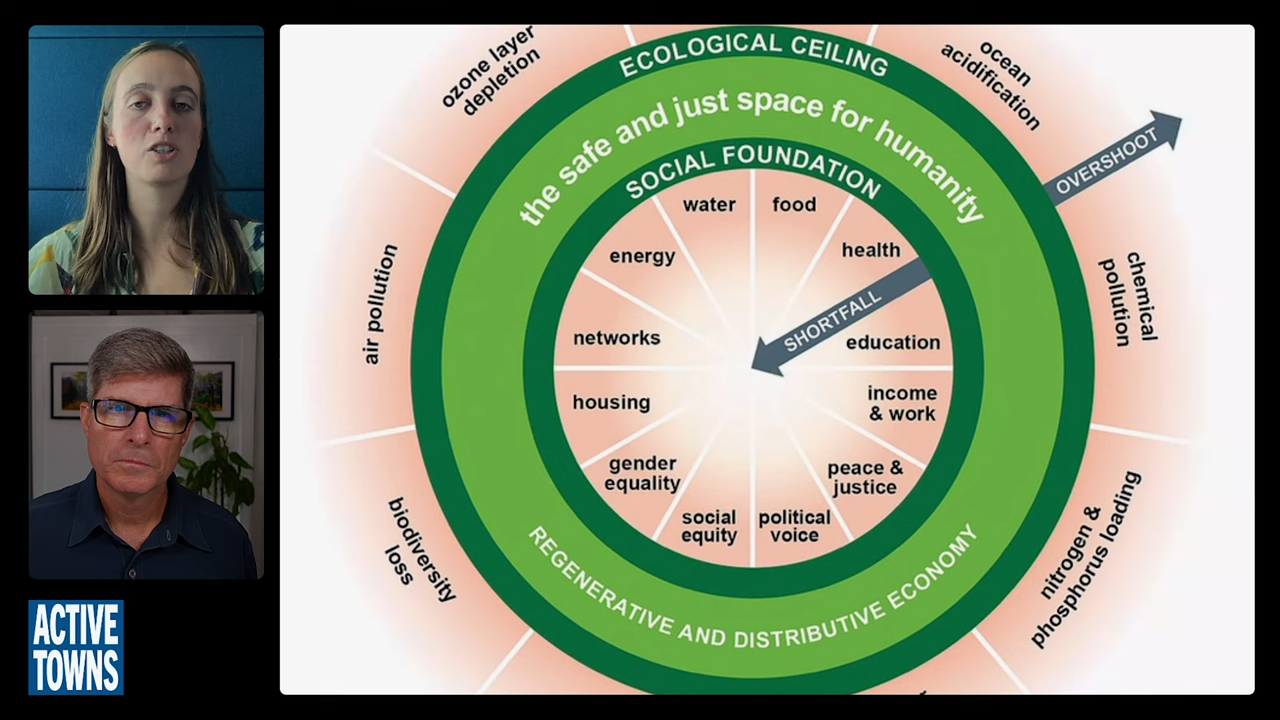 ozone layer
depletion
ECOLOGICAL CEILING
ocean
acidification
the safe and just space for humanity
OVERSHOOT
SOCIAL FOUNDATION
water
food
energy
health
SHORTFALL
air pollution
chemical
pollution
networks
education
housing
income
& work
gender
equality
peace &
justice
social
equity
political
voice
biodiversity
loss
nitrogen &
phosphorus loading
REGENERATIVE AND DISTRIBUTIVE ECONOMY
ACTIVE
TOWNS